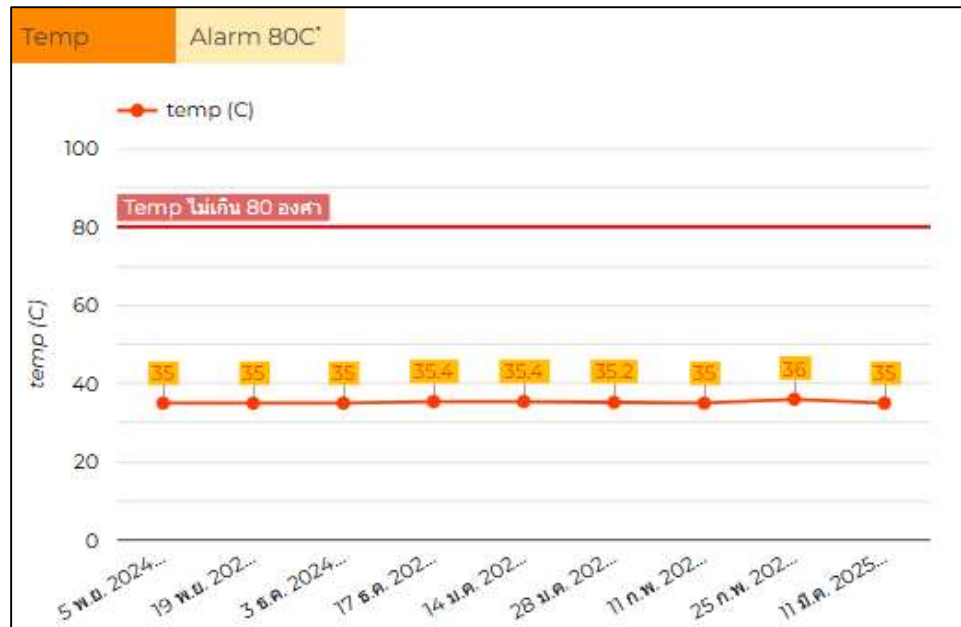 Temp Alarm 80C*
temp (C)
100
Temp ไม่เกิน 80 องศา
80
60
temp (C)
35 35 35 35.4 35.4 35.2 35 36 35
40
20
0
5 พ.ย. 2024... 19 พ.ย. 202... 3 ธ.ค. 2024... 17 ธ.ค. 202... 14 ม.ค. 202... 28 ม.ค. 202... 11 ก.พ. 202... 25 ก.พ. 202... 11 มี.ค. 2025...